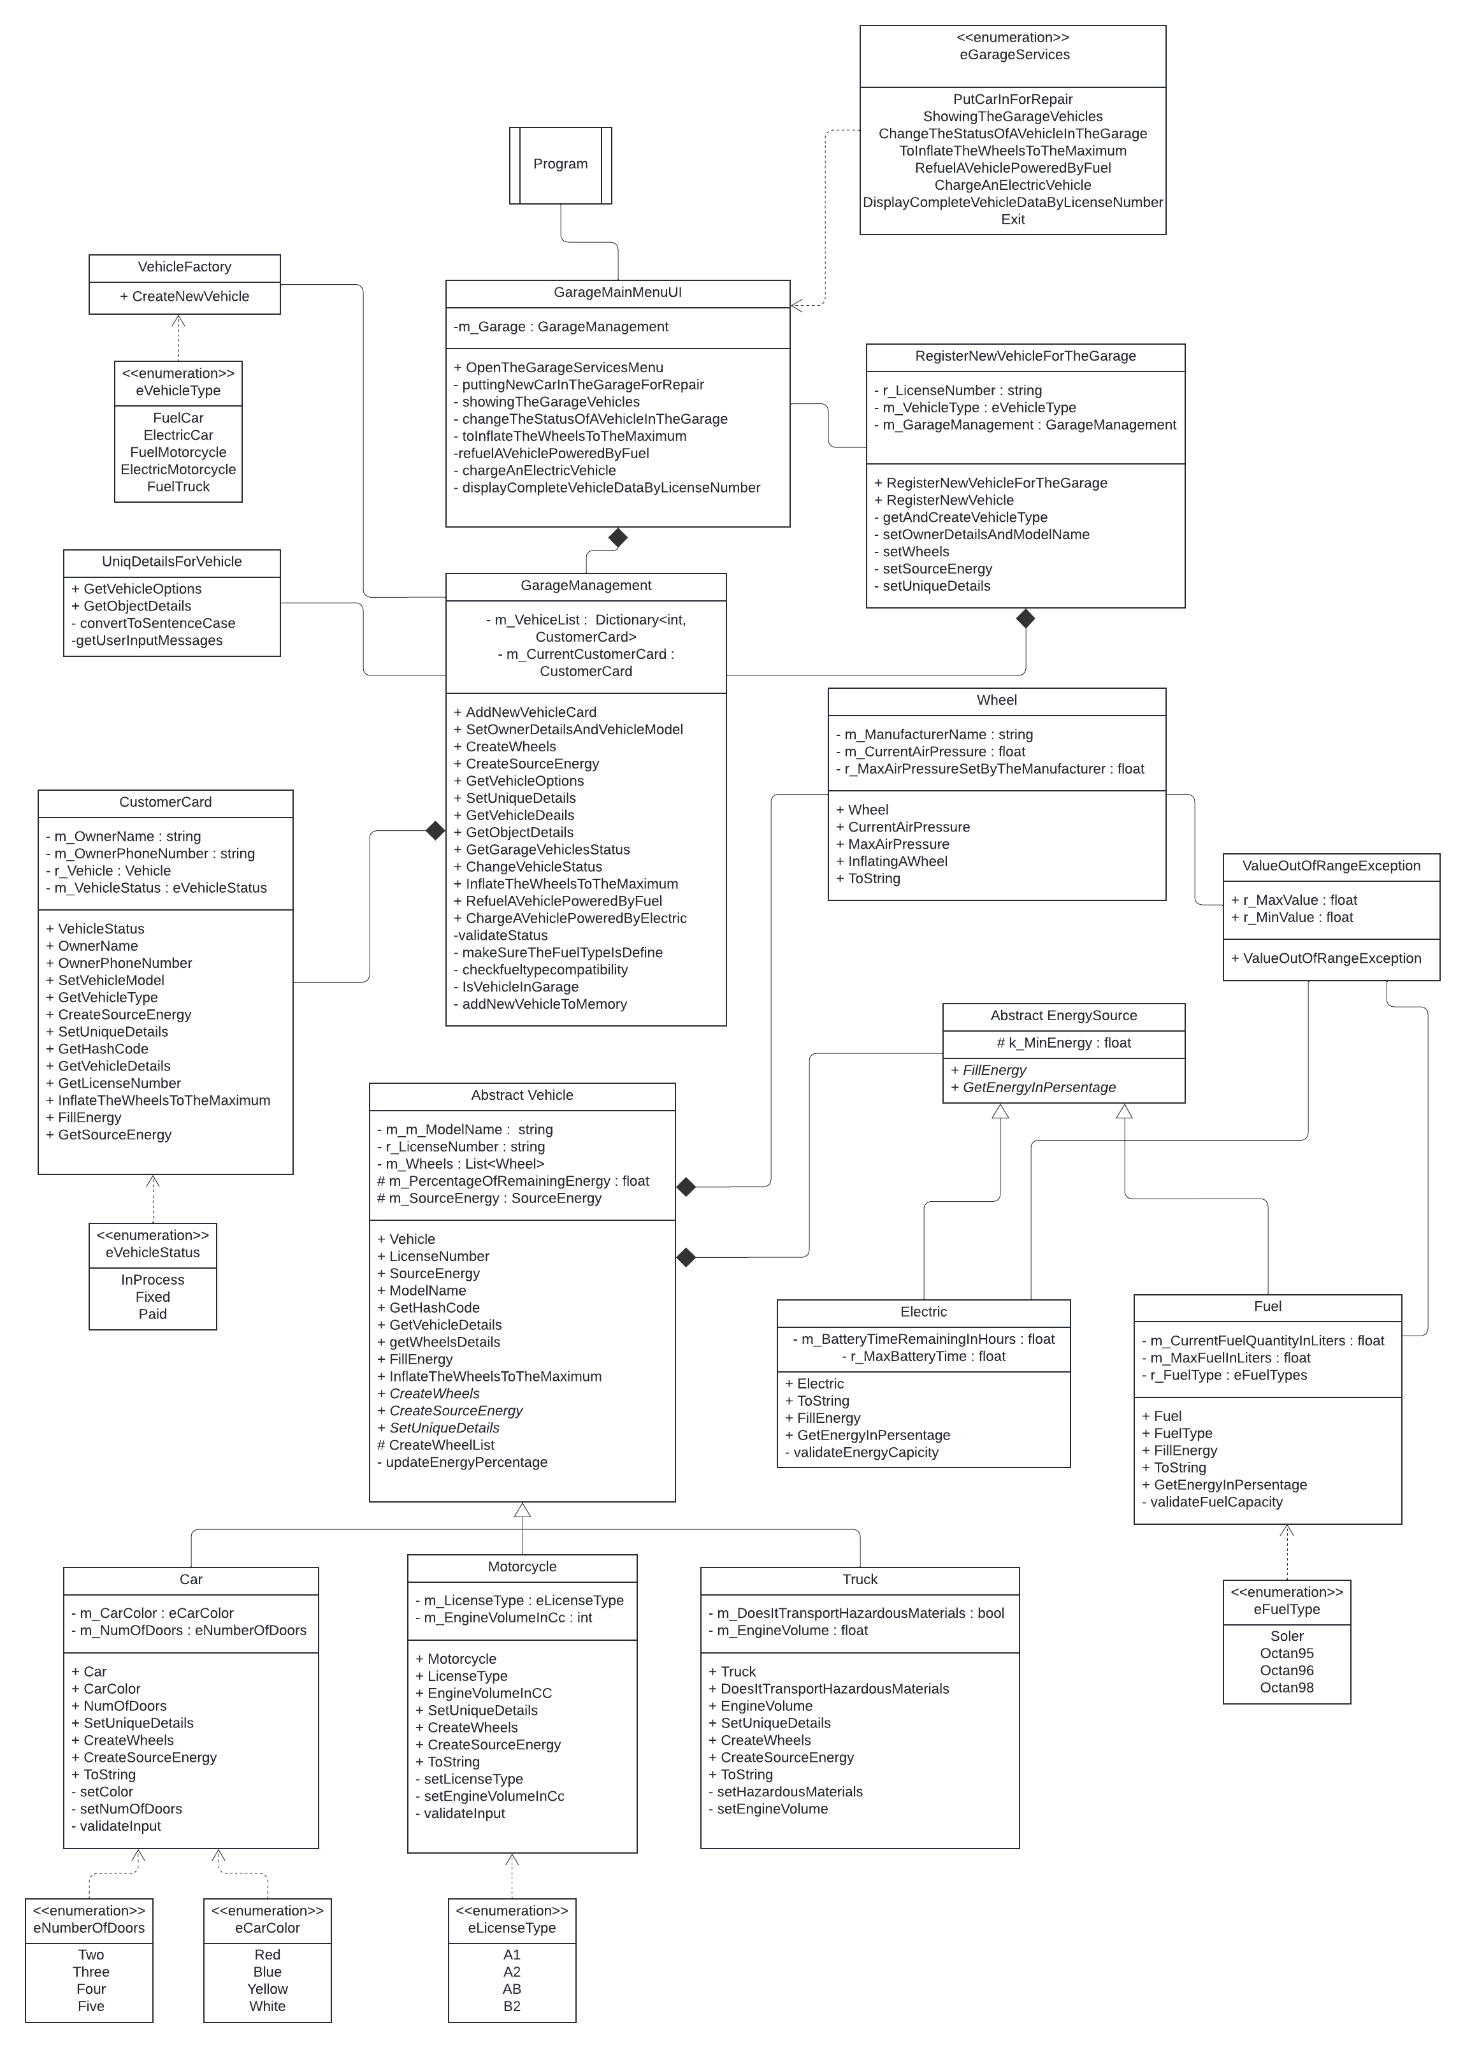 <<enumeration>>
eGarageServices
PutCarInForRepair
ShowingTheGarageVehicles
ChangeTheStatusOfAVehicleInTheGarage
ToInflateTheWheelsToTheMaximum
RefuelAVehiclePoweredByFuel
ChargeAnElectricVehicle
DisplayCompleteVehicleDataByLicenseNumber
Exit
Program
VehicleFactory
+ CreateNewVehicle
<<enumeration>>
eVehicleType
FuelCar
ElectricCar
FuelMotorcycle
ElectricMotorcycle
FuelTruck
GarageMainMenuUI
-m_Garage : GarageManagement
+ OpenTheGarageServicesMenu
- puttingNewCarInTheGarageForRepair
- showingTheGarageVehicles
- changeTheStatusOfAVehicleInTheGarage
- toInflateTheWheelsToTheMaximum
-refuelAVehiclePoweredByFuel
- chargeAnElectricVehicle
- displayCompleteVehicleDataByLicenseNumber
RegisterNewVehicleForTheGarage
- r_LicenseNumber : string
- m_VehicleType : eVehicleType
- m_GarageManagement : GarageManagement
+ RegisterNewVehicleForTheGarage
+ RegisterNewVehicle
- getAndCreateVehicleType
- setOwnerDetailsAndModelName
- setWheels
- setSourceEnergy
- setUniqueDetails
UniqDetailsForVehicle
+ GetVehicleOptions
+ GetObjectDetails
- convertToSentenceCase
-getUserInputMessages
GarageManagement
- m_VehiceList :  Dictionary<int,
CustomerCard>
- m_CurrentCustomerCard :
CustomerCard
+ AddNewVehicleCard
+ SetOwnerDetailsAndVehicleModel
+ CreateWheels
+ CreateSourceEnergy
+ GetVehicleOptions
+ SetUniqueDetails
+ GetVehicleDeails
+ GetObjectDetails
+ GetGarageVehiclesStatus
+ ChangeVehicleStatus
+ InflateTheWheelsToTheMaximum
+ RefuelAVehiclePoweredByFuel
+ ChargeAVehiclePoweredByElectric
-validateStatus
- makeSureTheFuelTypeIsDefine
- checkfueltypecompatibility
- IsVehicleInGarage
- addNewVehicleToMemory
Wheel
- m_ManufacturerName : string
- m_CurrentAirPressure : float
- r_MaxAirPressureSetByTheManufacturer : float
+ Wheel
+ CurrentAirPressure
+ MaxAirPressure
+ InflatingAWheel
+ ToString
CustomerCard
- m_OwnerName : string
- m_OwnerPhoneNumber : string
- r_Vehicle : Vehicle
- m_VehicleStatus : eVehicleStatus
+ VehicleStatus
+ OwnerName
+ OwnerPhoneNumber
+ SetVehicleModel
+ GetVehicleType
+ CreateSourceEnergy
+ SetUniqueDetails
+ GetHashCode
+ GetVehicleDetails
+ GetLicenseNumber
+ InflateTheWheelsToTheMaximum
+ FillEnergy
+ GetSourceEnergy
ValueOutOfRangeException
+ r_MaxValue : float
+ r_MinValue : float
+ ValueOutOfRangeException
Abstract EnergySource
# k_MinEnergy : float
+ FillEnergy
+ GetEnergyInPersentage
<<enumeration>>
eVehicleStatus
InProcess
Fixed
Paid
Abstract Vehicle
- m_m_ModelName :  string
- r_LicenseNumber : string
- m_Wheels : List<Wheel>
# m_PercentageOfRemainingEnergy : float
# m_SourceEnergy : SourceEnergy
+ Vehicle
+ LicenseNumber
+ SourceEnergy
+ ModelName
+ GetHashCode
+ GetVehicleDetails
+ getWheelsDetails
+ FillEnergy
+ InflateTheWheelsToTheMaximum
+ CreateWheels
+ CreateSourceEnergy
+ SetUniqueDetails
# CreateWheelList
- updateEnergyPercentage
Electric
- m_BatteryTimeRemainingInHours : float
- r_MaxBatteryTime : float
+ Electric
+ ToString
+ FillEnergy
+ GetEnergyInPersentage
- validateEnergyCapicity
Fuel
- m_CurrentFuelQuantityInLiters : float
- m_MaxFuelInLiters : float
- r_FuelType : eFuelTypes
+ Fuel
+ FuelType
+ FillEnergy
+ ToString
+ GetEnergyInPersentage
- validateFuelCapacity
<<enumeration>>
eFuelType
Soler
Octan95
Octan96
Octan98
Car
- m_CarColor : eCarColor
- m_NumOfDoors : eNumberOfDoors
+ Car
+ CarColor
+ NumOfDoors
+ SetUniqueDetails
+ CreateWheels
+ CreateSourceEnergy
+ ToString
- setColor
- setNumOfDoors
- validateInput
Motorcycle
- m_LicenseType : eLicenseType
- m_EngineVolumeInCc : int
+ Motorcycle
+ LicenseType
+ EngineVolumeInCC
+ SetUniqueDetails
+ CreateWheels
+ CreateSourceEnergy
+ ToString
- setLicenseType
- setEngineVolumeInCc
- validateInput
Truck
- m_DoesItTransportHazardousMaterials : bool
- m_EngineVolume : float
+ Truck
+ DoesItTransportHazardousMaterials
+ EngineVolume
+ SetUniqueDetails
+ CreateWheels
+ CreateSourceEnergy
+ ToString
- setHazardousMaterials
- setEngineVolume
<<enumeration>>
eNumberOfDoors
Two
Three
Four
Five
<<enumeration>>
eCarColor
Red
Blue
Yellow
White
<<enumeration>>
eLicenseType
A1
A2
AB
B2